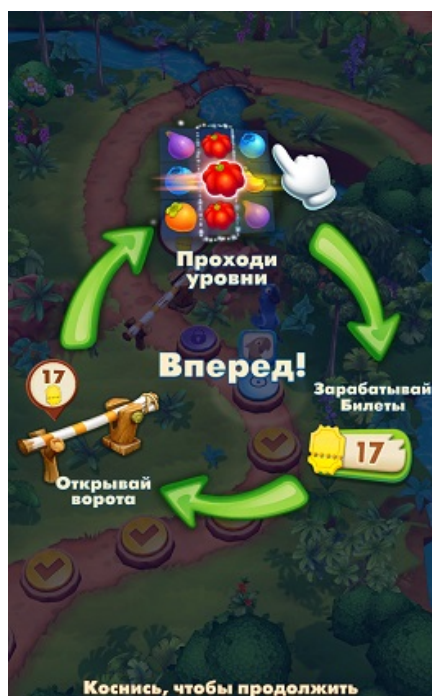 Проходи
уровни
Вперед!
Зарабатывай
Билеты
17
17
Открывай
ворота
Коснись, чтобы продолжить